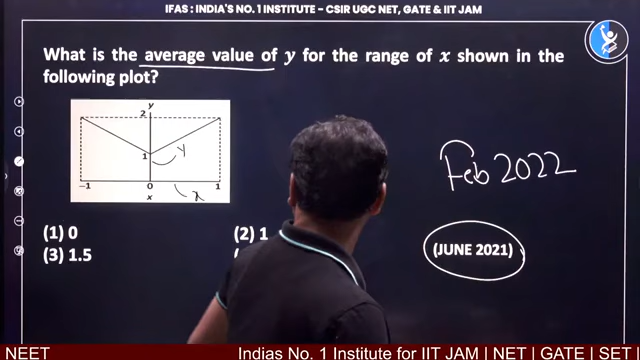 IFAS: INDIA'S NO. 1 INSTITUTE - CSIR UGC NET, GATE & IIT JAM
What is the average value of y for the range of x shown in the
following plot?
y
2
1
y
-1 0 1
x
x
Feb 2022
(1) 0 (2) 1
(3) 1.5
(JUNE 2021)
NEET Indias No. 1 Institute for IIT JAM | NET | GATE | SET |